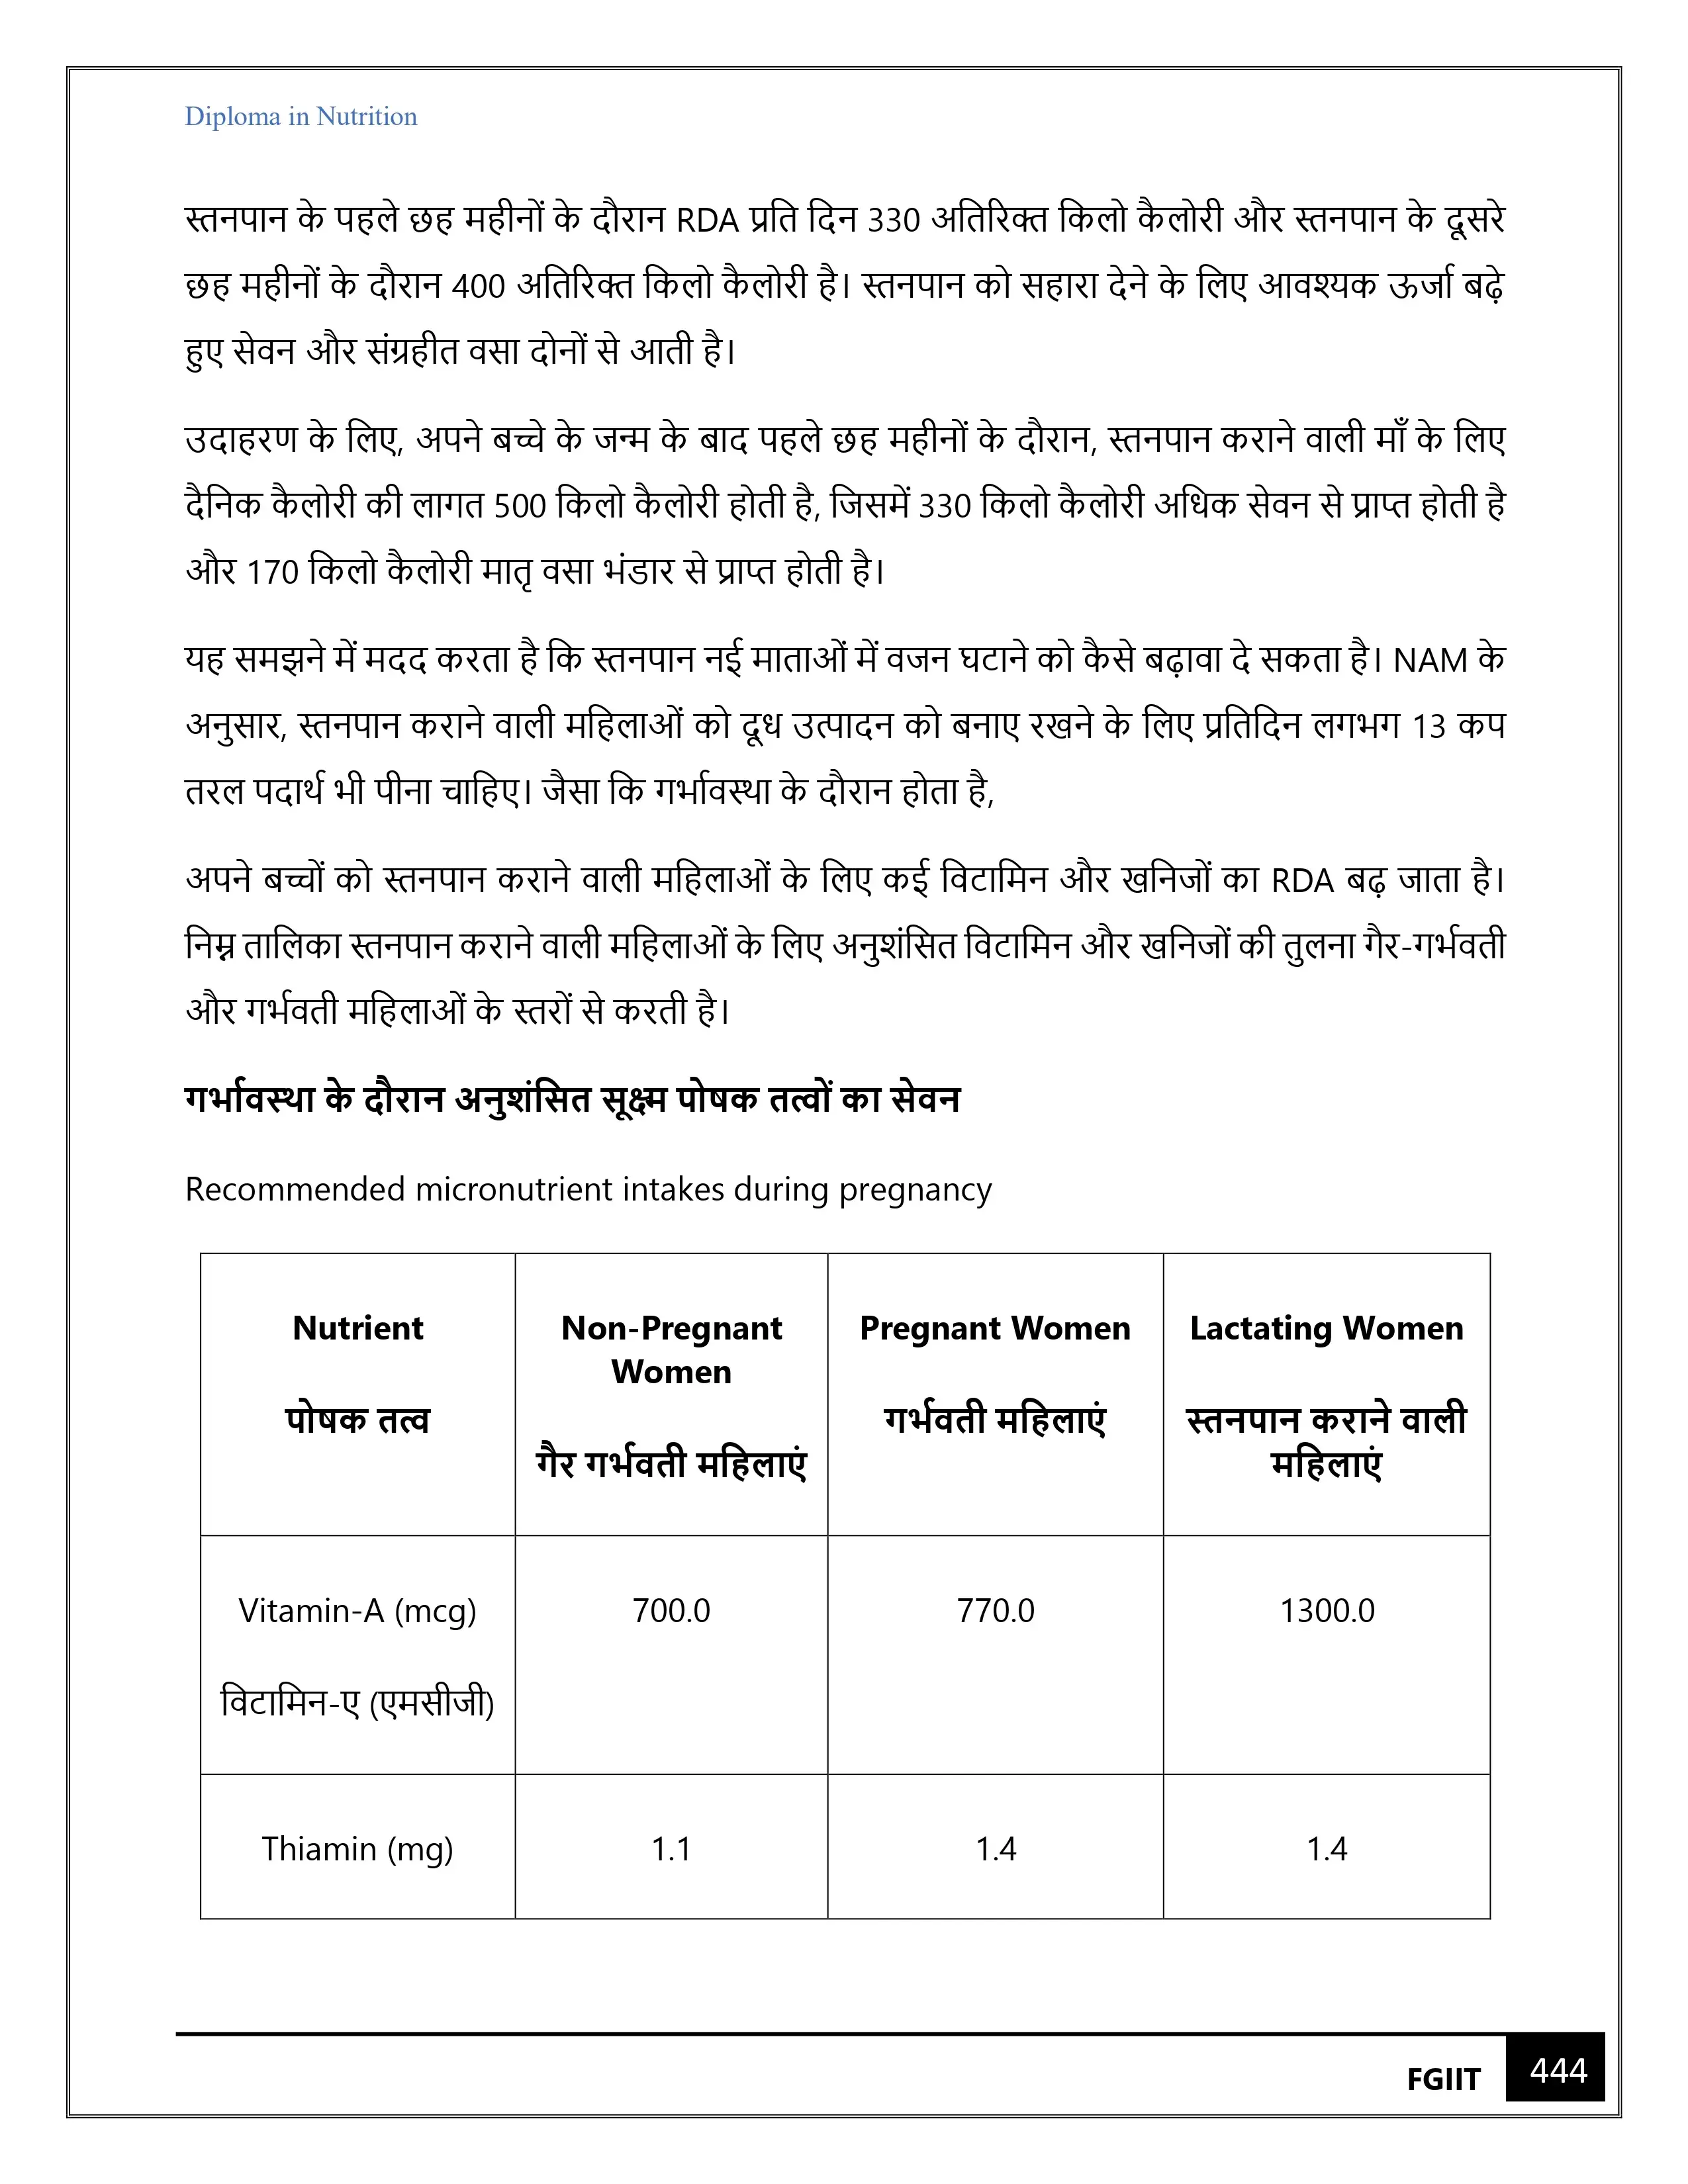 Diploma in Nutrition
स्तनपान के पहले छह महीनों के दौरान RDA प्रति दिन 330 अतिरिक्त किलो कैलोरी और स्तनपान के दूसरे
छह महीनों के दौरान 400 अतिरिक्त किलो कैलोरी है। स्तनपान को सहारा देने के लिए आवश्यक ऊर्जा बढ़े
हुए सेवन और संग्रहीत वसा दोनों से आती है।
उदाहरण के लिए, अपने बच्चे के जन्म के बाद पहले छह महीनों के दौरान, स्तनपान कराने वाली माँ के लिए
दैनिक कैलोरी की लागत 500 किलो कैलोरी होती है, जिसमें 330 किलो कैलोरी अधिक सेवन से प्राप्त होती है
और 170 किलो कैलोरी मातृ वसा भंडार से प्राप्त होती है।
यह समझने में मदद करता है कि स्तनपान नई माताओं में वजन घटाने को कैसे बढ़ावा दे सकता है। NAM के
अनुसार, स्तनपान कराने वाली महिलाओं को दूध उत्पादन को बनाए रखने के लिए प्रतिदिन लगभग 13 कप
तरल पदार्थ भी पीना चाहिए। जैसा कि गर्भावस्था के दौरान होता है,
अपने बच्चों को स्तनपान कराने वाली महिलाओं के लिए कई विटामिन और खनिजों का RDA बढ़ जाता है।
निम्न तालिका स्तनपान कराने वाली महिलाओं के लिए अनुशंसित विटामिन और खनिजों की तुलना गैर-गर्भवती
और गर्भवती महिलाओं के स्तरों से करती है।
गर्भावस्था के दौरान अनुशंसित सूक्ष्म पोषक तत्वों का सेवन
Recommended micronutrient intakes during pregnancy
Nutrient
पोषक तत्व
Non-Pregnant
Women
गैर गर्भवती महिलाएं
Pregnant Women
गर्भवती महिलाएं
Lactating Women
स्तनपान कराने वाली
महिलाएं
Vitamin-A (mcg)
विटामिन-ए (एमसीजी)
700.0
770.0
1300.0
Thiamin (mg)
1.1
1.4
1.4
FGIIT
444